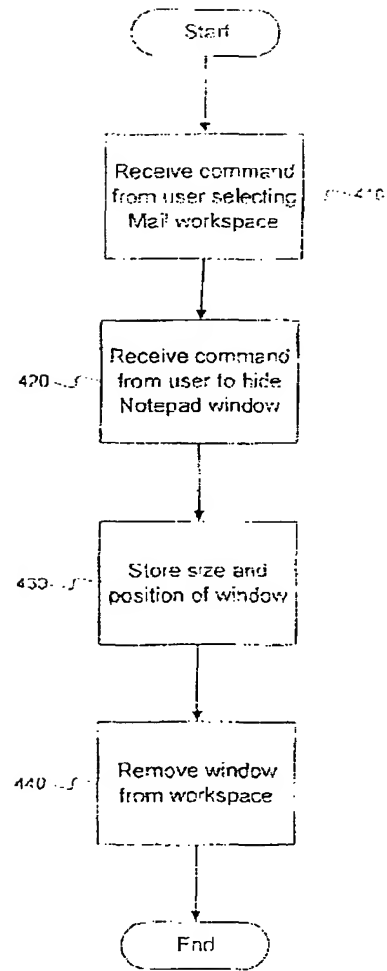 Start
Receive command
from user selecting
Mail workspace
410
Receive command
from user to hide
Notepad window
420
Store size and
position of window
430
Remove window
from workspace
440
End